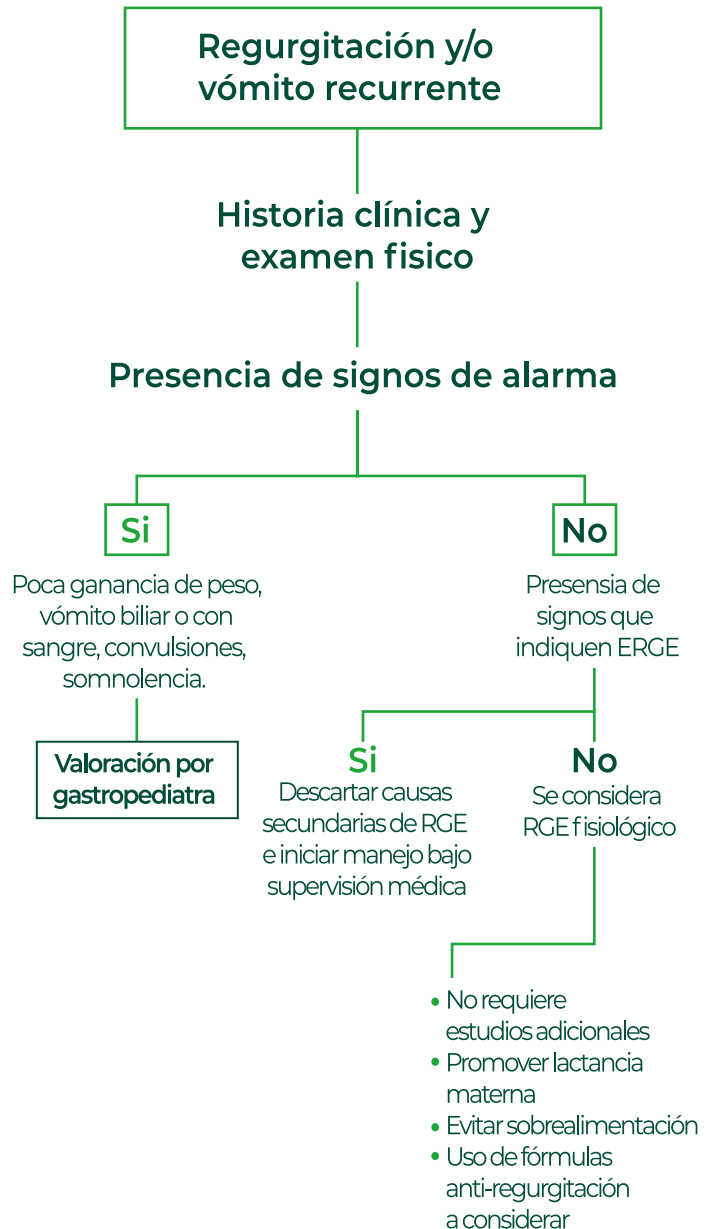 Regurgitación y/o
vómito recurrente
Historia clínica y
examen fisico
Presencia de signos de alarma
Si
Poca ganancia de peso,
vómito biliar o con
sangre, convulsiones,
somnolencia.
Valoración por
gastropediatra
No
Presensia de
signos que
indiquen ERGE
Si
Descartar causas
secundarias de RGE
e iniciar manejo bajo
supervisión médica
No
Se considera
RGE fisiológico
• No requiere
estudios adicionales
• Promover lactancia
materna
• Evitar sobrealimentación
• Uso de fórmulas
anti-regurgitación
a considerar